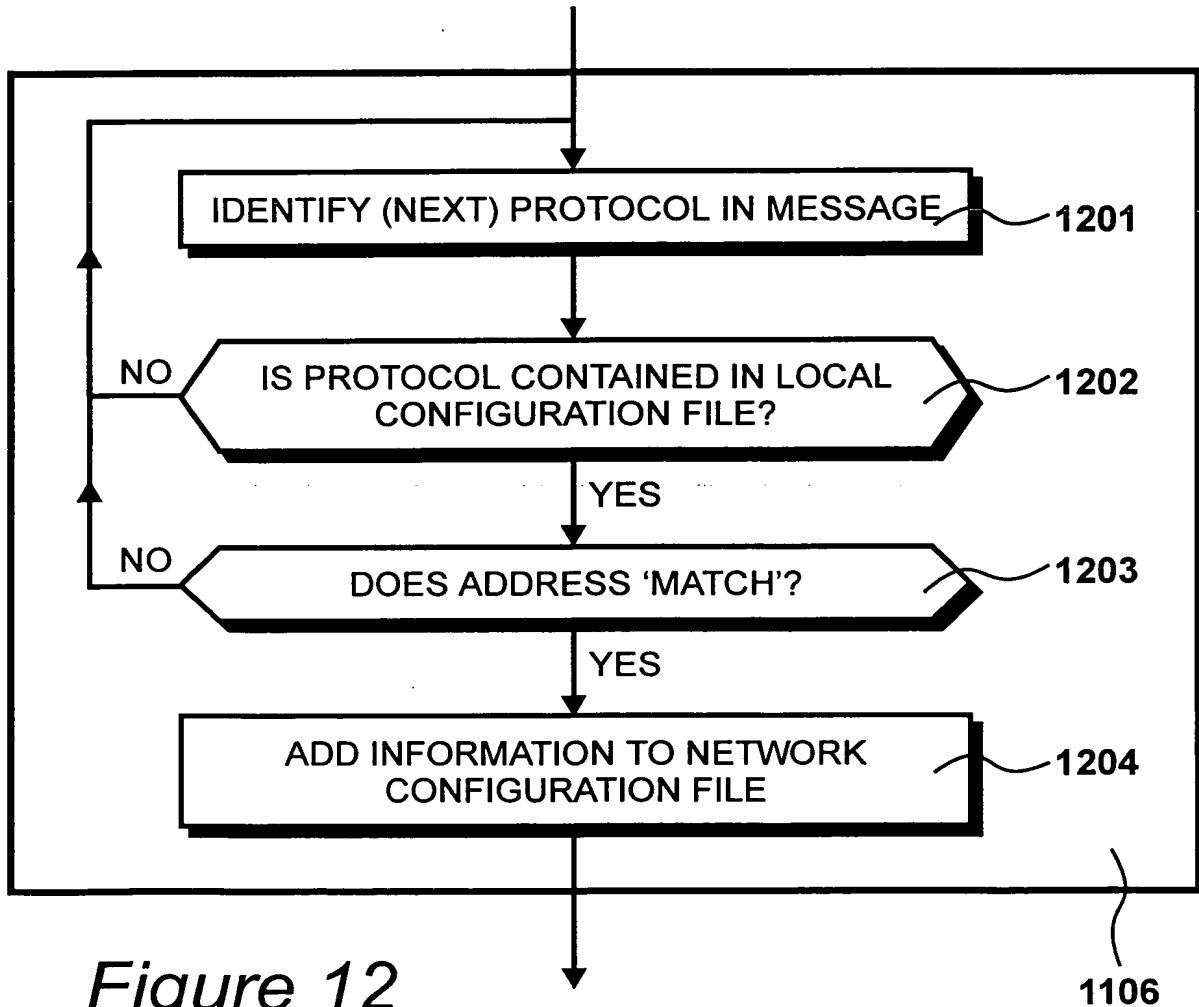 IDENTIFY (NEXT) PROTOCOL IN MESSAGE
1201
NO
IS PROTOCOL CONTAINED IN LOCAL
CONFIGURATION FILE?
1202
YES
NO
DOES ADDRESS ‘MATCH’?
1203
YES
ADD INFORMATION TO NETWORK
CONFIGURATION FILE
1204
Figure 12
1106